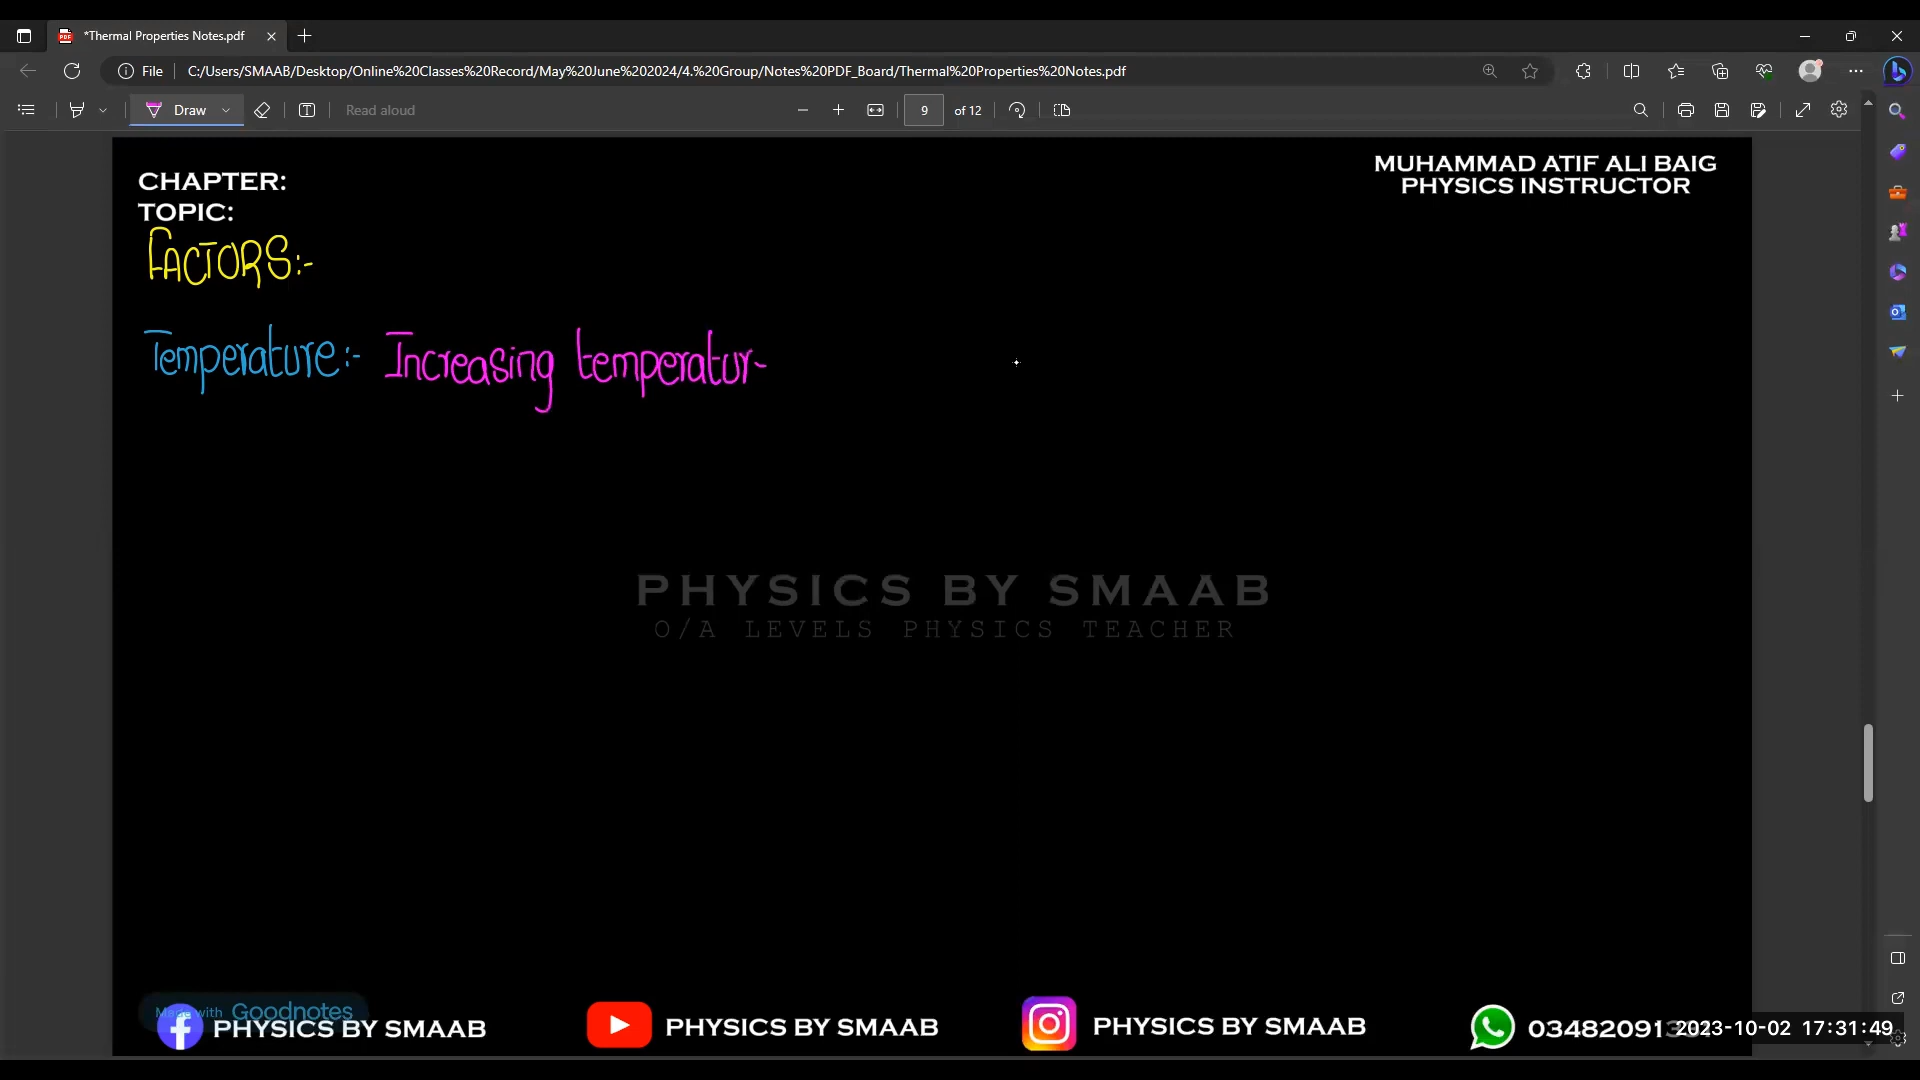 *Thermal Properties Notes.pdf
File C:/Users/SMAAB/Desktop/Online%20Classes%20Record/May%20June%202024/4.%20Group/Notes%20PDF_Board/Thermal%20Properties%20Notes.pdf
Draw Read aloud 9 of 12
MUHAMMAD ATIF ALI BAIG
PHYSICS INSTRUCTOR
CHAPTER:
TOPIC:
FACTORS:-
Temperature:- Increasing temperatur
PHYSICS BY SMAAB
O/A LEVELS PHYSICS TEACHER
Made with Goodnotes
PHYSICS BY SMAAB PHYSICS BY SMAAB PHYSICS BY SMAAB 03482091
2023-10-02 17:31:49